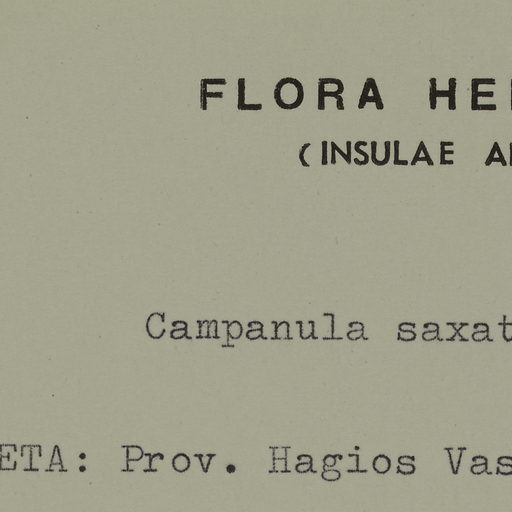 FLORA HE
(INSULAE A
Campanula saxat
ETA: Prov. Hagios Vas